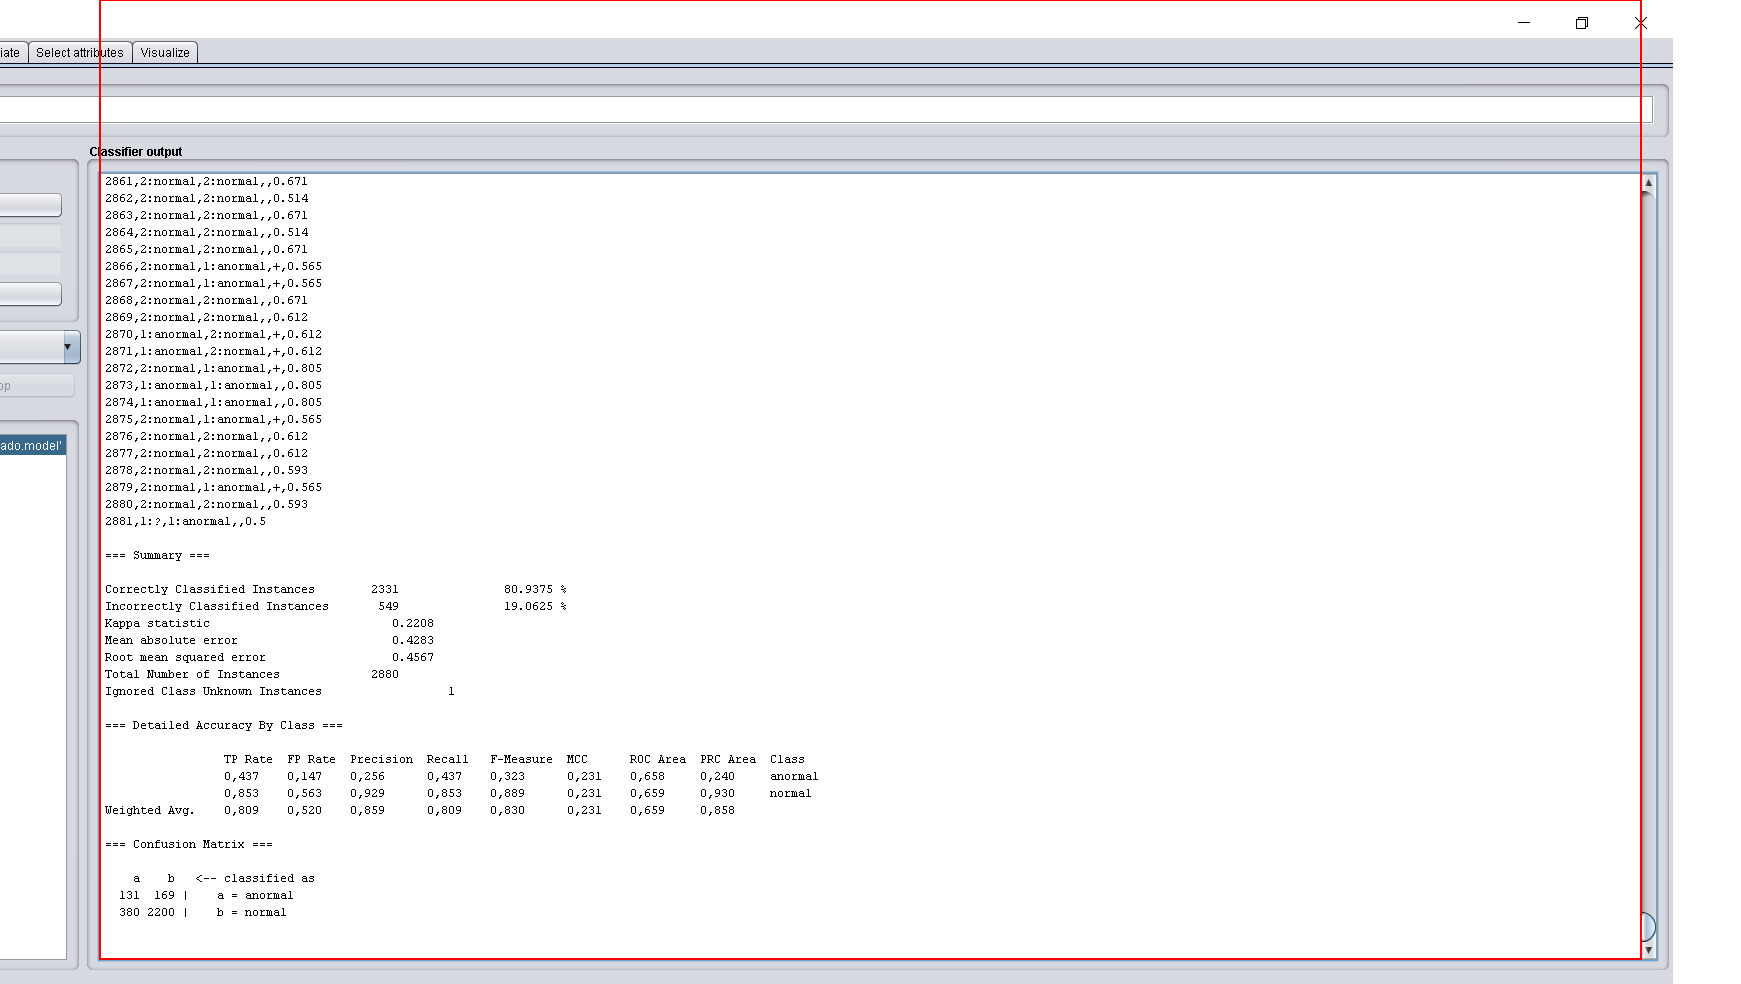 iate Select attributes Visualize
Classifier output
2861,2:normal,2:normal,,0.671
2862,2:normal,2:normal,,0.514
2863,2:normal,2:normal,,0.671
2864,2:normal,2:normal,,0.514
2865,2:normal,2:normal,,0.671
2866,2:normal,1:anormal,+,0.565
2867,2:normal,1:anormal,+,0.565
2868,2:normal,2:normal,,0.671
2869,2:normal,2:normal,,0.612
2870,1:anormal,2:normal,+,0.612
2871,1:anormal,2:normal,+,0.612
2872,2:normal,1:anormal,+,0.805
2873,1:anormal,1:anormal,,0.805
2874,1:anormal,1:anormal,,0.805
2875,2:normal,1:anormal,+,0.565
2876,2:normal,2:normal,,0.612
2877,2:normal,2:normal,,0.612
2878,2:normal,2:normal,,0.593
2879,2:normal,1:anormal,+,0.565
2880,2:normal,2:normal,,0.593
2881,1:?,1:anormal,,0.5
op
ado.model'
=== Summary ===
Correctly Classified Instances 2331 80.9375 %
Incorrectly Classified Instances 549 19.0625 %
Kappa statistic 0.2208
Mean absolute error 0.4283
Root mean squared error 0.4567
Total Number of Instances 2880
Ignored Class Unknown Instances 1
=== Detailed Accuracy By Class ===
TP Rate FP Rate Precision Recall F-Measure MCC ROC Area PRC Area Class
0,437 0,147 0,256 0,437 0,323 0,231 0,658 0,240 anormal
0,853 0,563 0,929 0,853 0,889 0,231 0,659 0,930 normal
Weighted Avg. 0,809 0,520 0,859 0,809 0,830 0,231 0,659 0,858
=== Confusion Matrix ===
a b <-- classified as
131 169 | a = anormal
380 2200 | b = normal